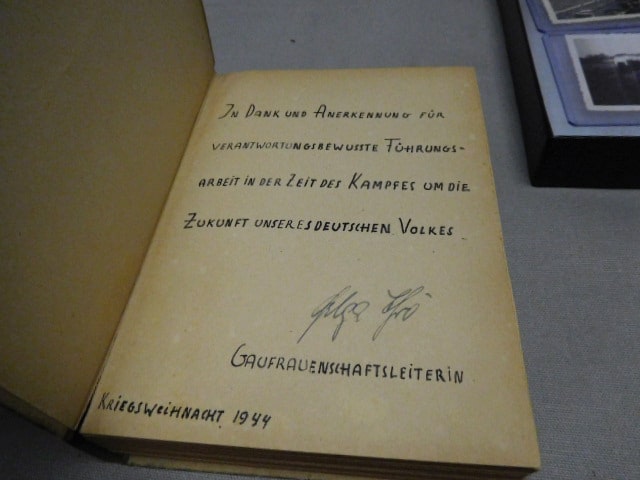 In Dank und Anerkennung für
verantwortungsbewusste Führungs-
arbeit in der Zeit des Kampfes um die
Zukunft unseres deutschen Volkes
Gaufrauenschaftsleiterin
Kriegsweihnacht 1944